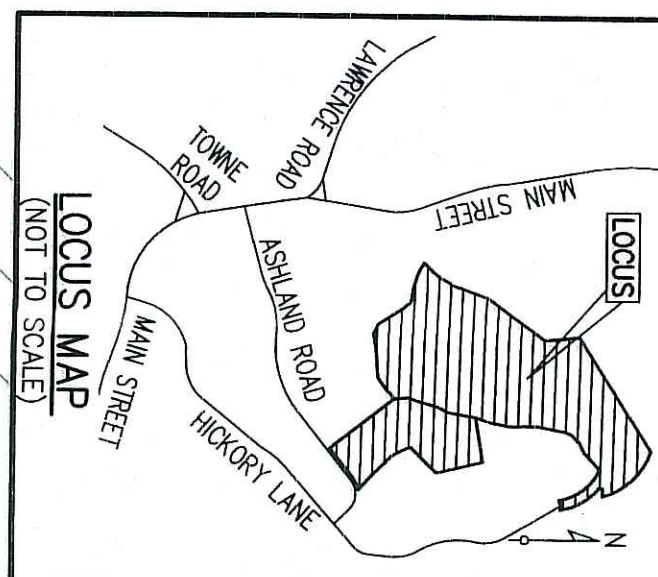 LAWRENCE ROAD
TOWNE
ROAD
MAIN STREET
LOCUS
ASHLAND ROAD
MAIN STREET
HICKORY LANE
N
LOCUS MAP
(NOT TO SCALE)